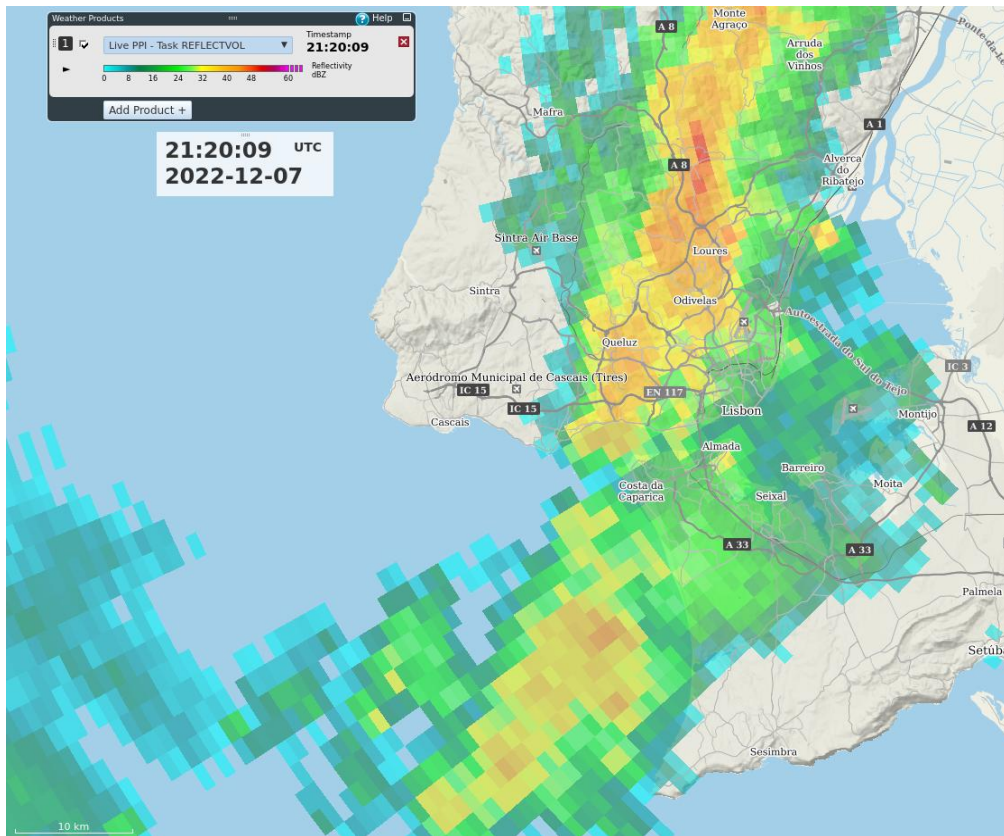 Weather Products
Help
1
Live PPI - Task REFLECTVOL
Timestamp
21:20:09
0 8 16 24 32 40 48 60
Reflectivity
dBZ
Add Product +
21:20:09 UTC
2022-12-07
Monte
Agraço
A 8
Arruda
dos
Vinhos
Mafra
A 1
A 8
Alverca
do
Ribatejo
Sintra Air Base
Loures
Sintra
Odivelas
Autoestrada do Sul do Tejo
Queluz
IC 3
Aeródromo Municipal de Cascais (Tires)
IC 15
EN 117
IC 15
Lisbon
Montijo
Cascais
A 12
Almada
Barreiro
Costa da
Caparica
Seixal
Moita
A 33
A 33
Palmela
Setúb
Sesimbra
10 km